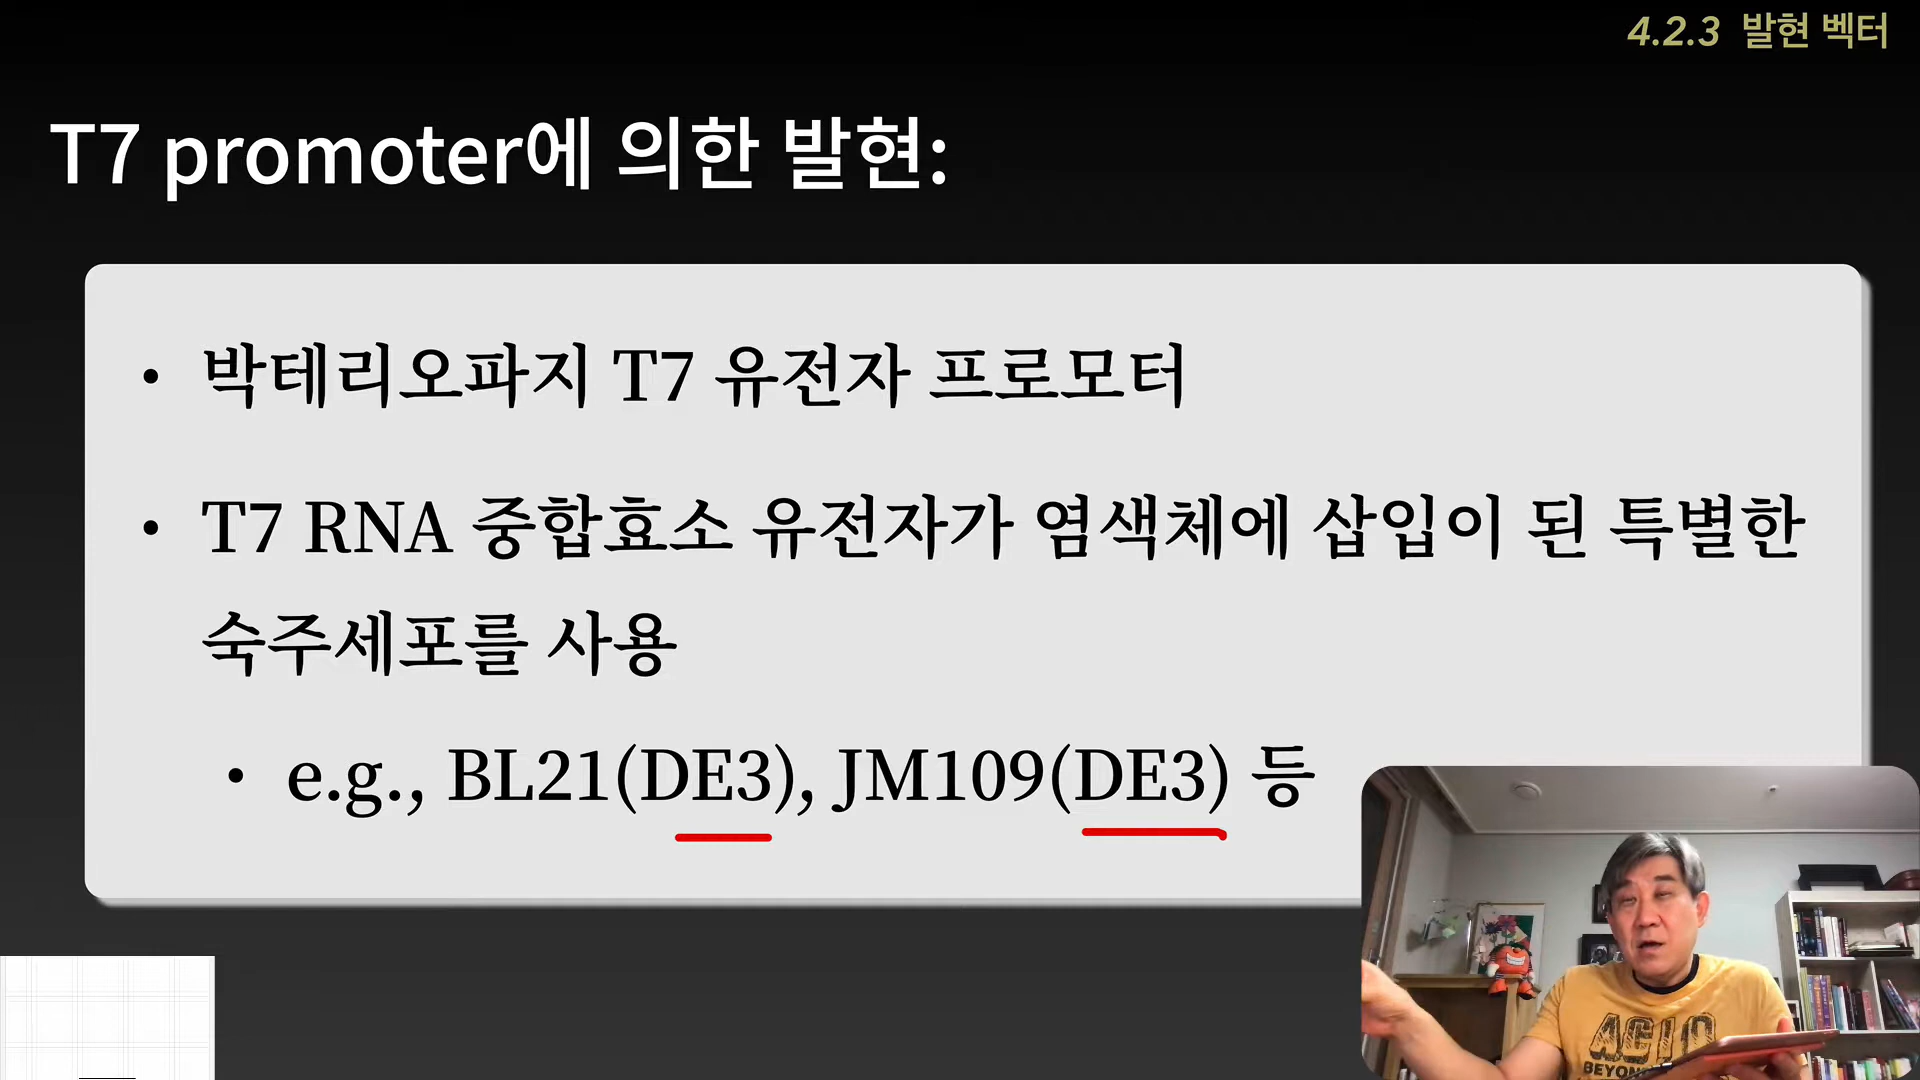 4.2.3 발현 벡터
T7 promoter에 의한 발현:
• 박테리오파지 T7 유전자 프로모터
• T7 RNA 중합효소 유전자가 염색체에 삽입이 된 특별한
숙주세포를 사용
• e.g., BL21(DE3), JM109(DE3) 등
ACID